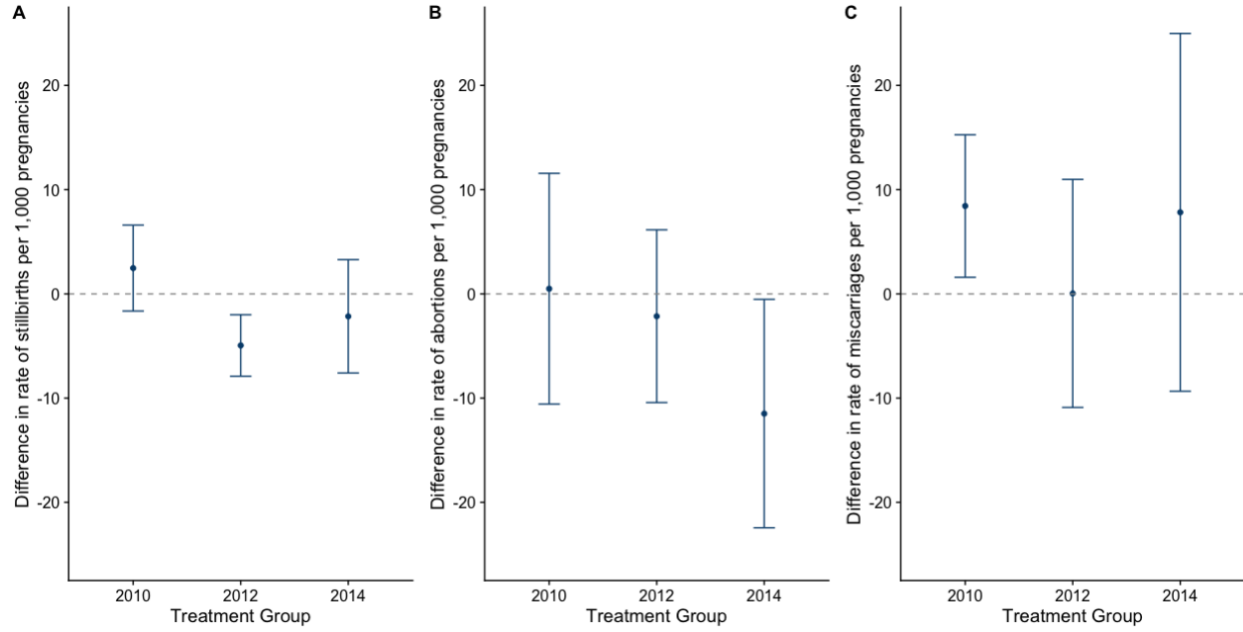 A
Difference in rate of stillbirths per 1,000 pregnancies
20
10
0
-10
-20
2010 2012 2014
Treatment Group
B
Difference in rate of abortions per 1,000 pregnancies
20
10
0
-10
-20
2010 2012 2014
Treatment Group
C
Difference in rate of miscarriages per 1,000 pregnancies
20
10
0
-10
-20
2010 2012 2014
Treatment Group